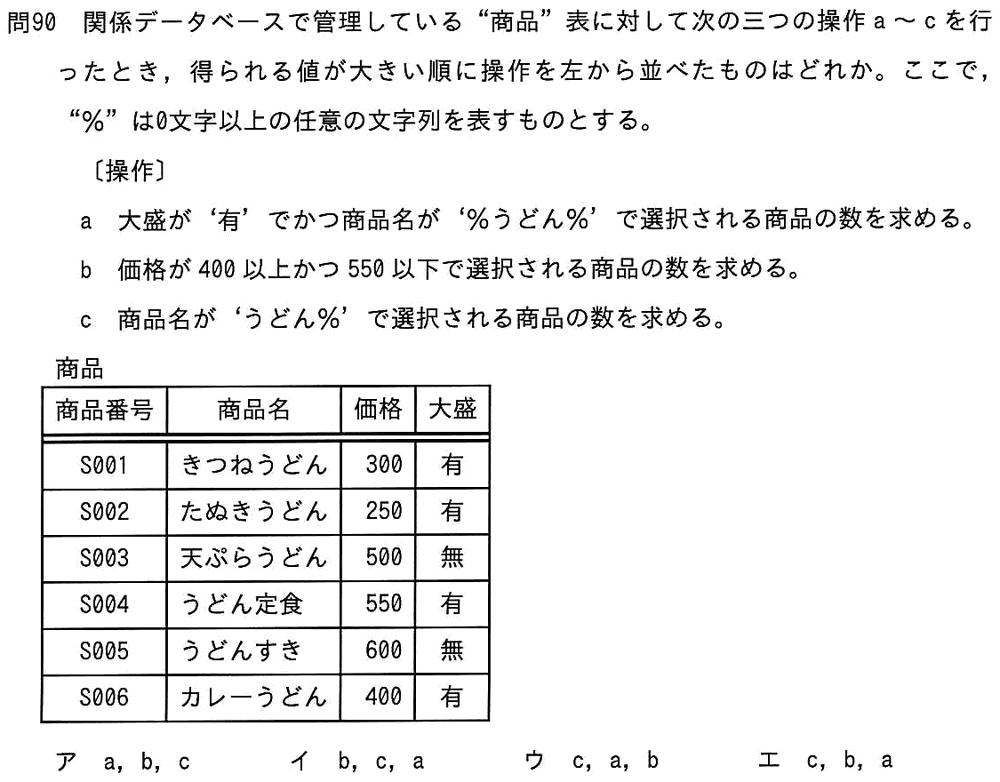 問90 関係データベースで管理している“商品”表に対して次の三つの操作 a ～ c を行
ったとき，得られる値が大きい順に操作を左から並べたものはどれか。ここで，
“％”は0文字以上の任意の文字列を表すものとする。
〔操作〕
a 大盛が‘有’でかつ商品名が‘％うどん％’で選択される商品の数を求める。
b 価格が 400 以上かつ 550 以下で選択される商品の数を求める。
c 商品名が‘うどん％’で選択される商品の数を求める。
商品
商品番号 商品名 価格 大盛
S001 きつねうどん 300 有
S002 たぬきうどん 250 有
S003 天ぷらうどん 500 無
S004 うどん定食 550 有
S005 うどんすき 600 無
S006 カレーうどん 400 有
ア a, b, c イ b, c, a ウ c, a, b エ c, b, a